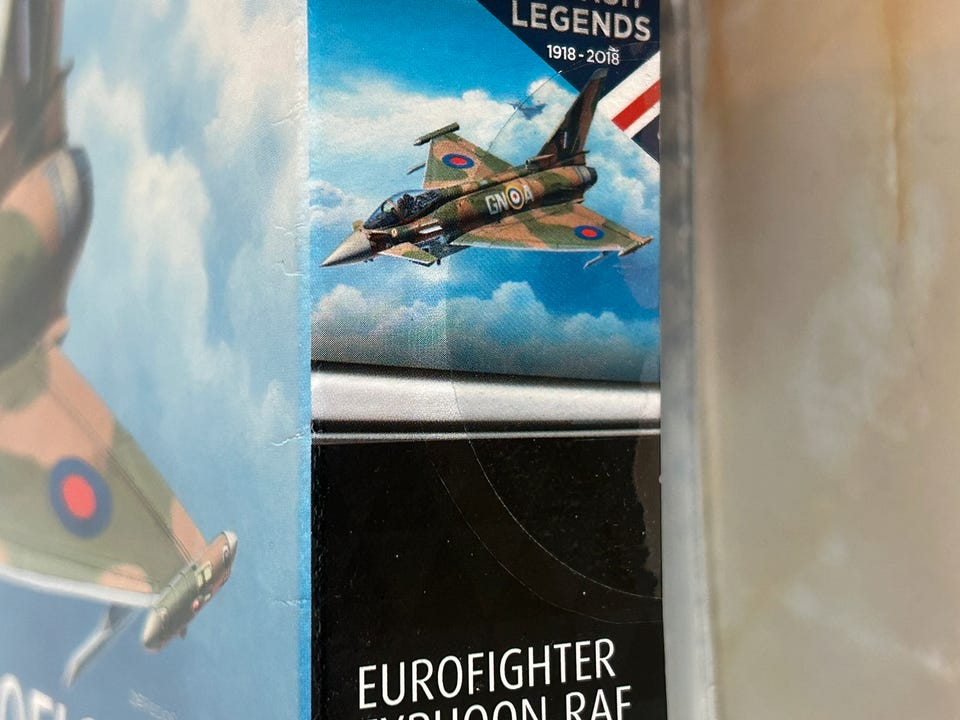 LEGENDS
1918-2018
GN A
EUROFIGHTER
TYPHOON RAF